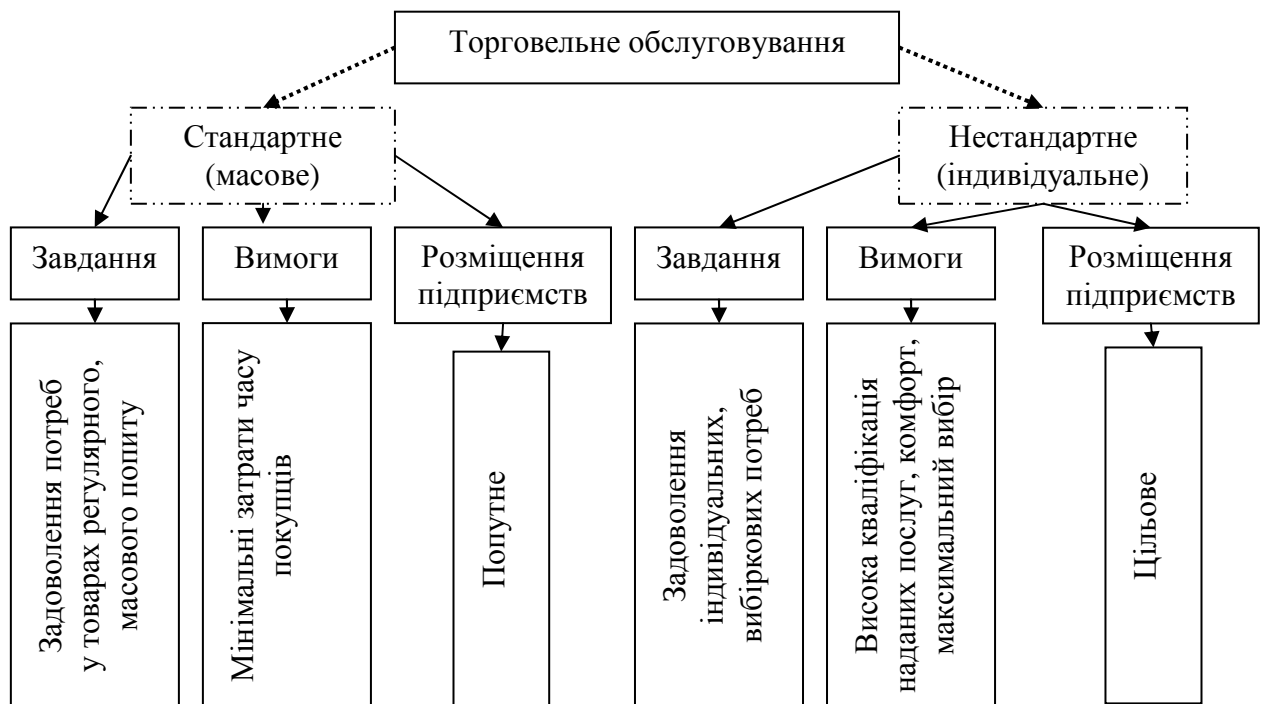 Торговельне обслуговування
Стандартне
(масове)
Нестандартне
(індивідуальне)
Завдання
Вимоги
Розміщення
підприємств
Завдання
Вимоги
Розміщення
підприємств
Задоволення потреб
у товарах регулярного,
масового попиту
Мінімальні затрати часу
покупців
Попутне
Задоволення
індивідуальних,
вибіркових потреб
Висока кваліфікація
наданих послуг, комфорт,
максимальний вибір
Цільове